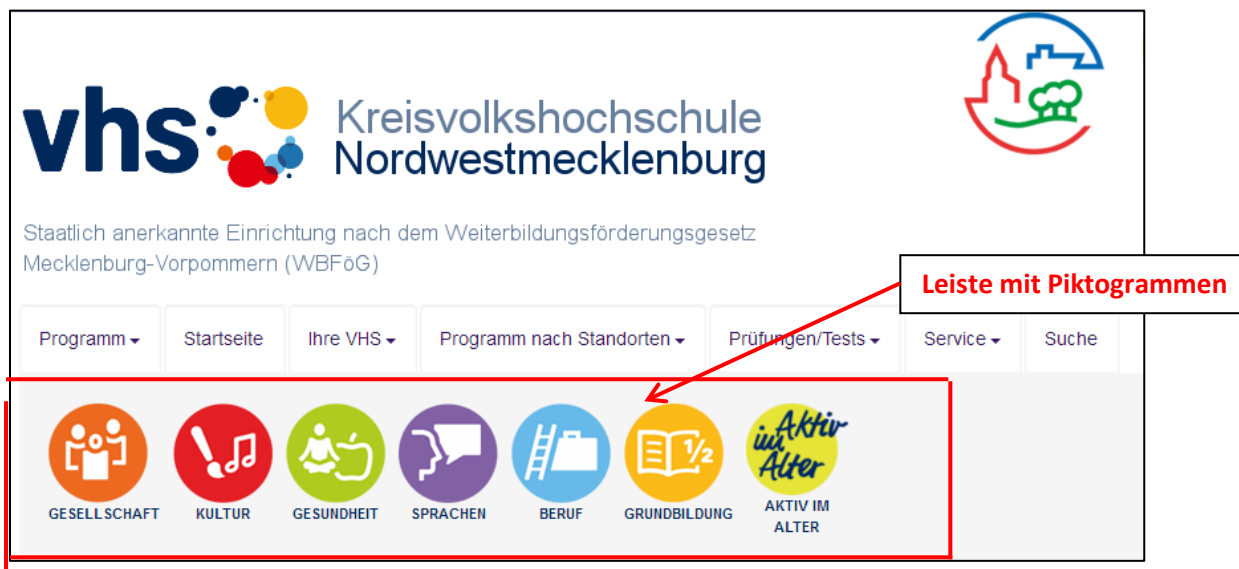 vhs
Kreisvolkshochschule
Nordwestmecklenburg
Staatlich anerkannte Einrichtung nach dem Weiterbildungsförderungsgesetz
Mecklenburg-Vorpommern (WBFöG)
Leiste mit Piktogrammen
Programm Startseite Ihre VHS Programm nach Standorten Prüfungen/Tests Service Suche
1/2
Aktiv
im
Alter
GESELLSCHAFT KULTUR GESUNDHEIT SPRACHEN BERUF GRUNDBILDUNG AKTIV IM
ALTER